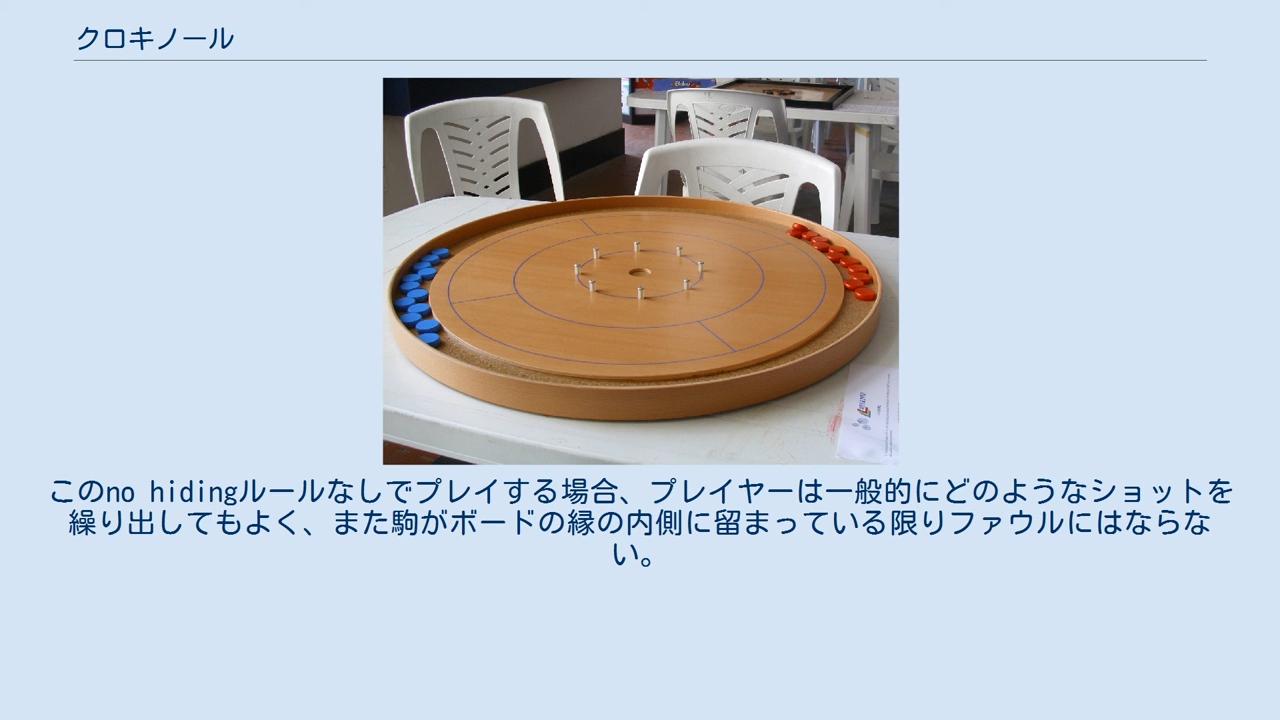 クロキノール
このno hidingルールなしでプレイする場合、プレイヤーは一般的にどのようなショットを
繰り出してもよく、また駒がボードの縁の内側に留まっている限りファウルにはならな
い。